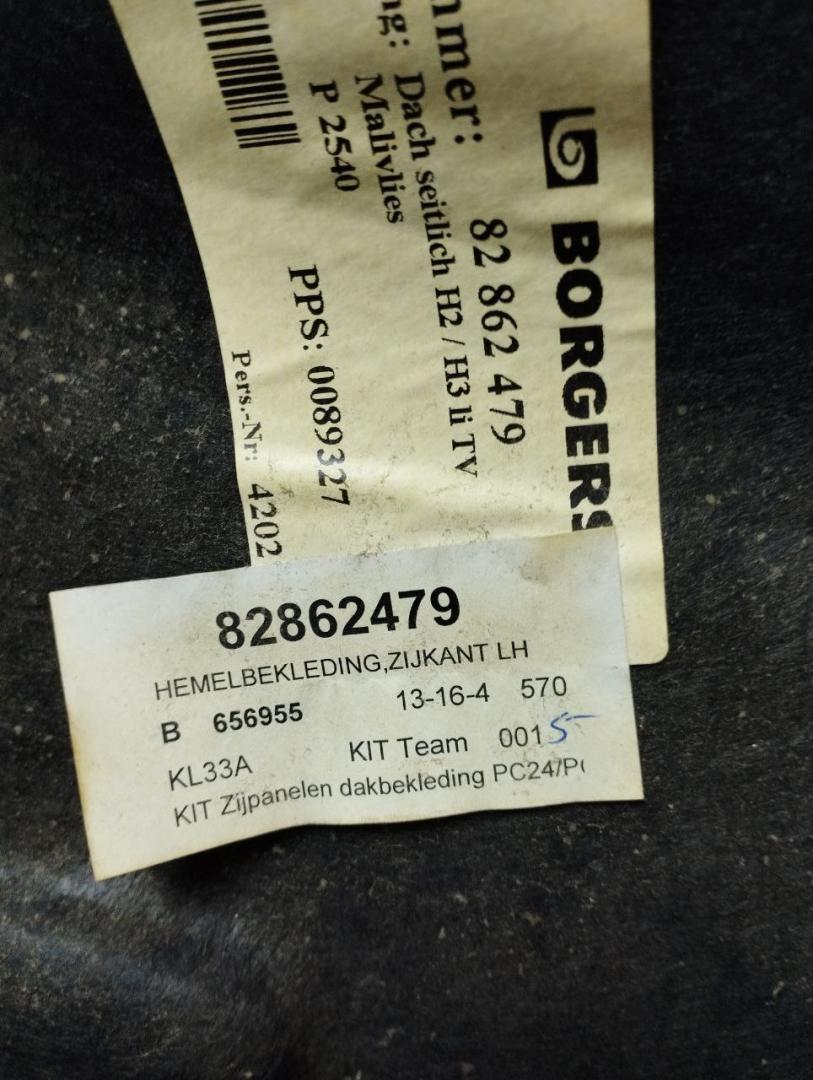 BORGERS
mmer: 82 862 479
ng: Dach seitlich H2 / H3 li TV
Malivlies
P 2540
PPS: 0089327
Pers.-Nr: 4202
82862479
HEMELBEKLEDING,ZIJKANT LH
B 656955 13-16-4 570
KL33A KIT Team 0015
KIT Zijpanelen dakbekleding PC24/P